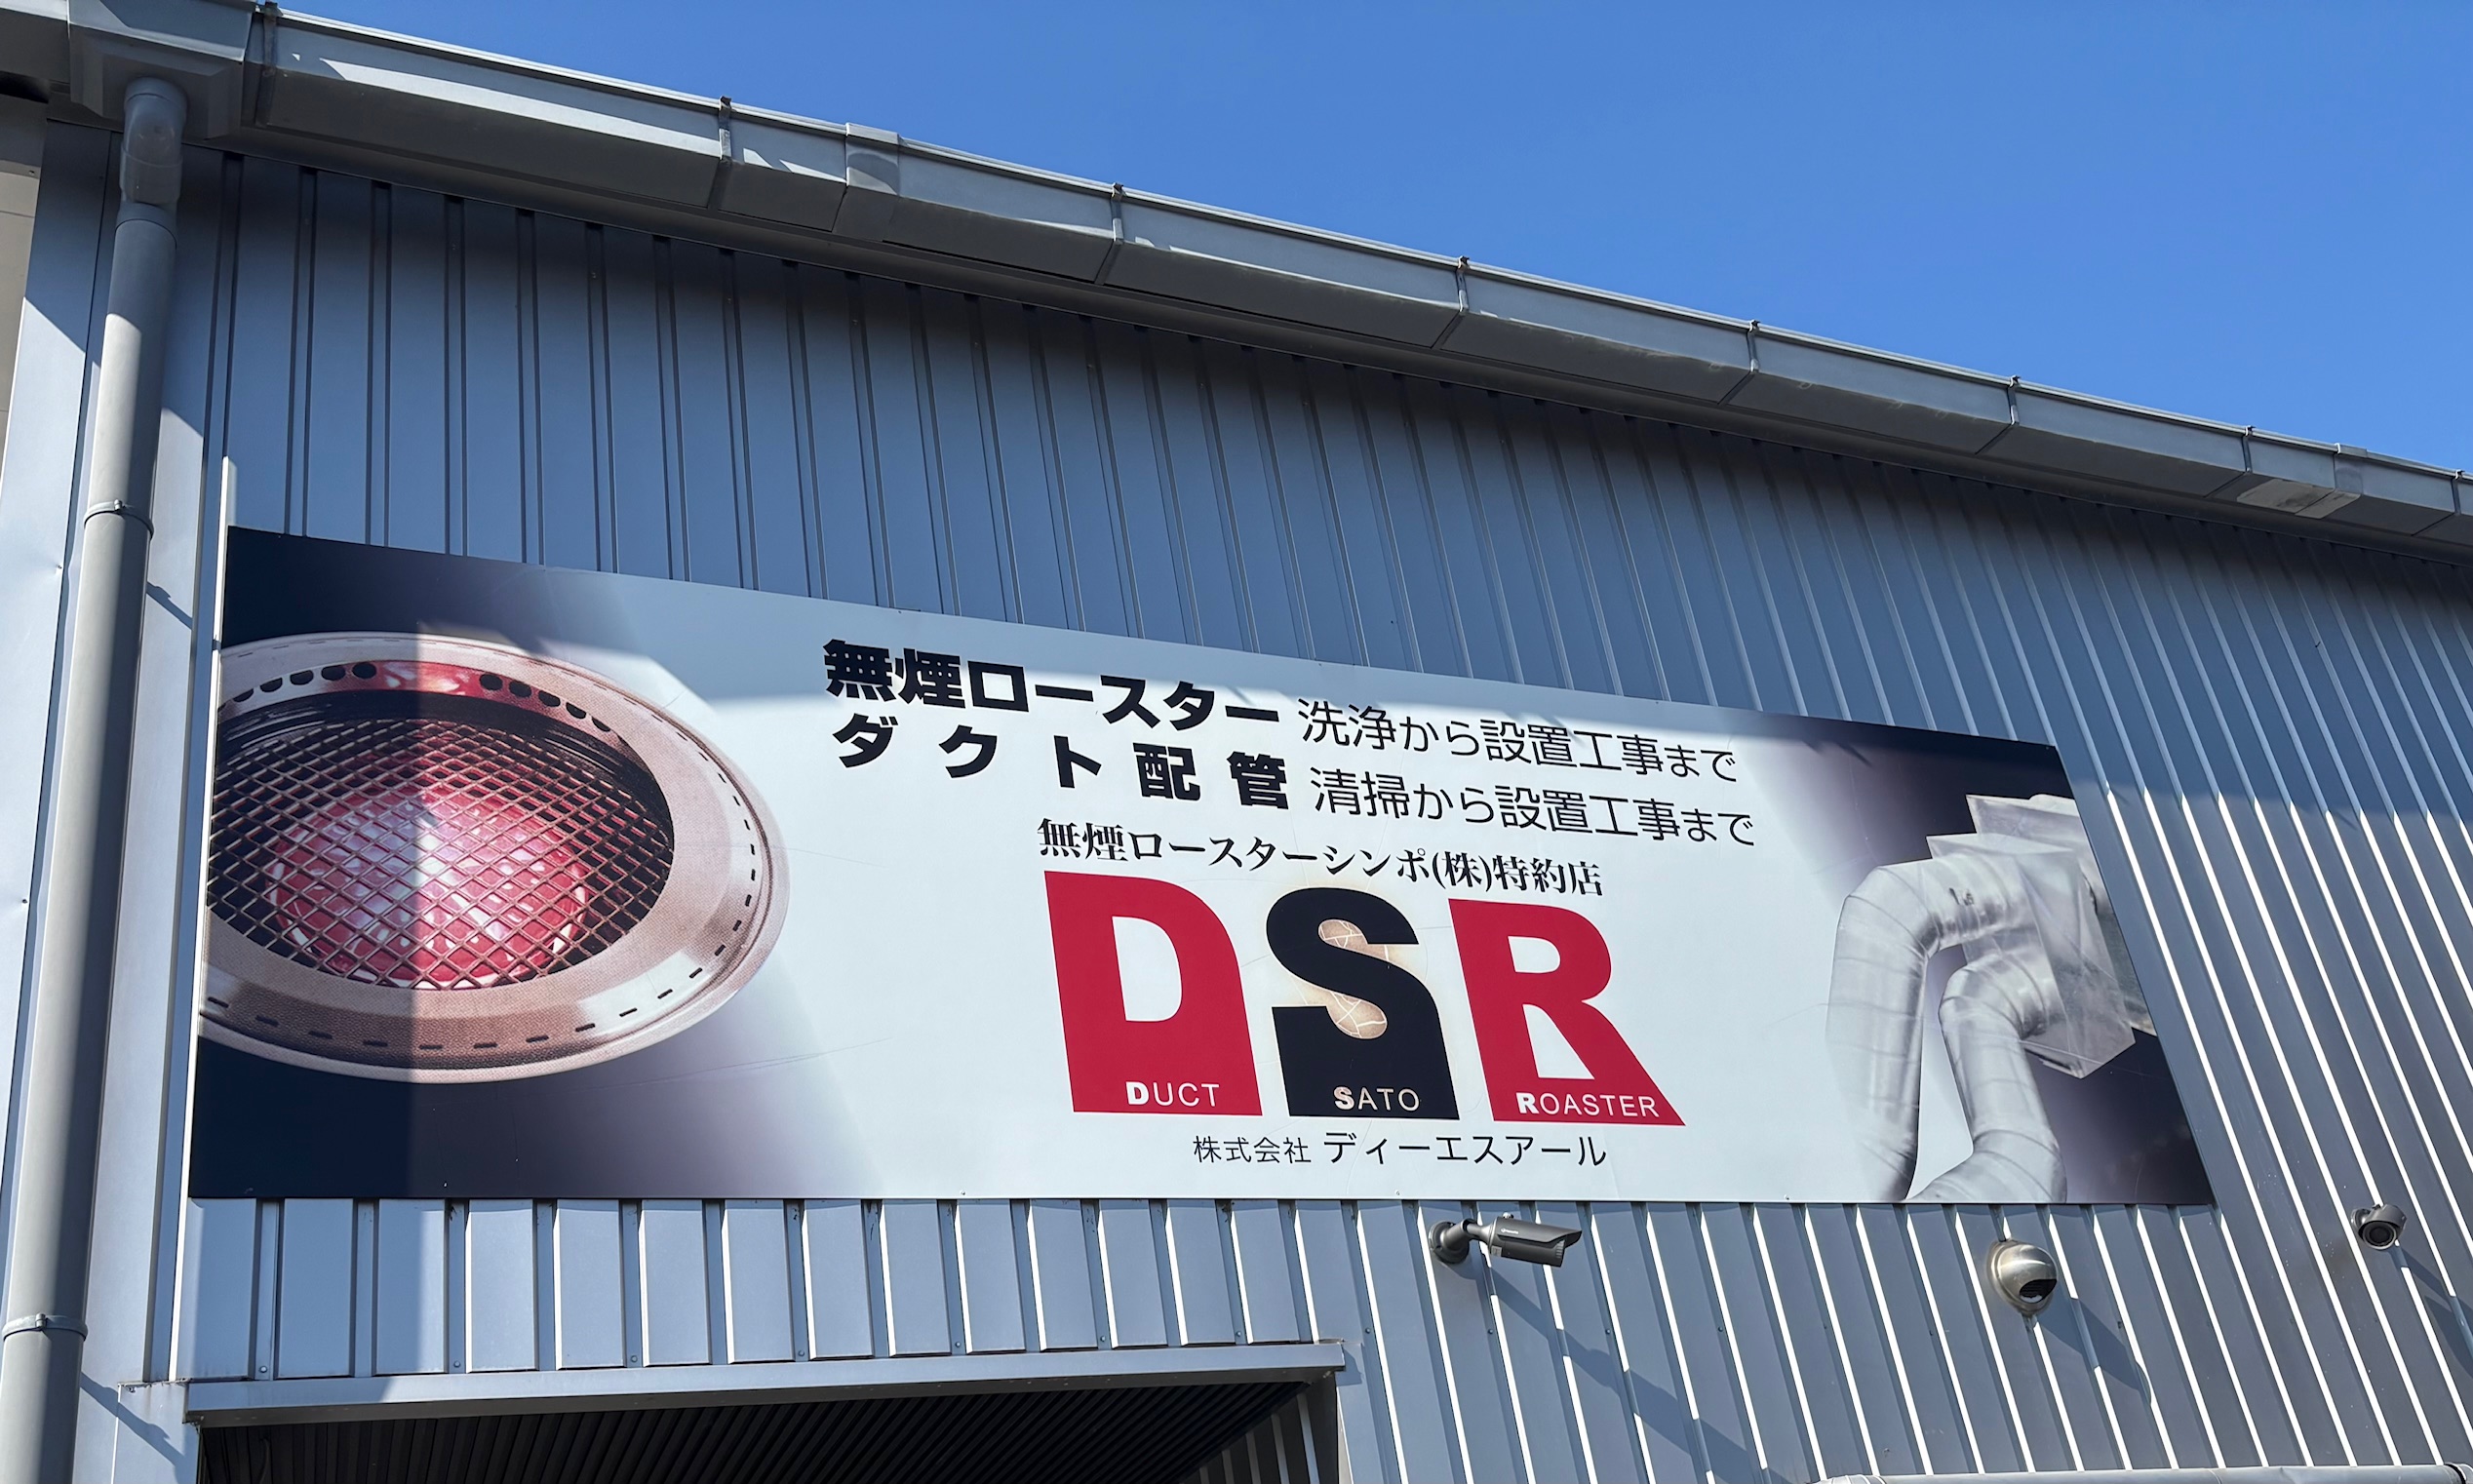 無煙ロースター 洗浄から設置工事まで
ダクト配管 清掃から設置工事まで
無煙ロースターシンポ(株)特約店
DSR
DUCT SATO ROASTER
株式会社 ディーエスアール